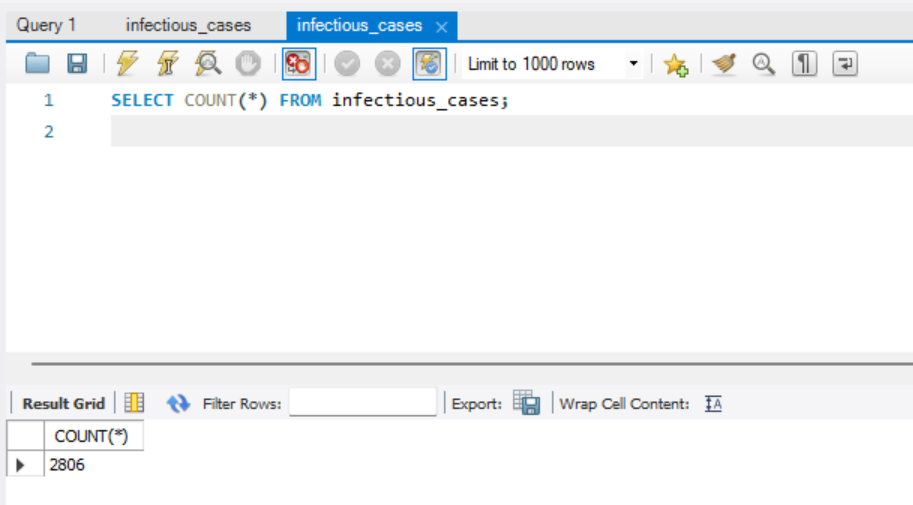 Query 1 infectious_cases infectious_cases
Limit to 1000 rows
1 SELECT COUNT(*) FROM infectious_cases;
2
Result Grid Filter Rows: Export: Wrap Cell Content:
COUNT(*)
2806